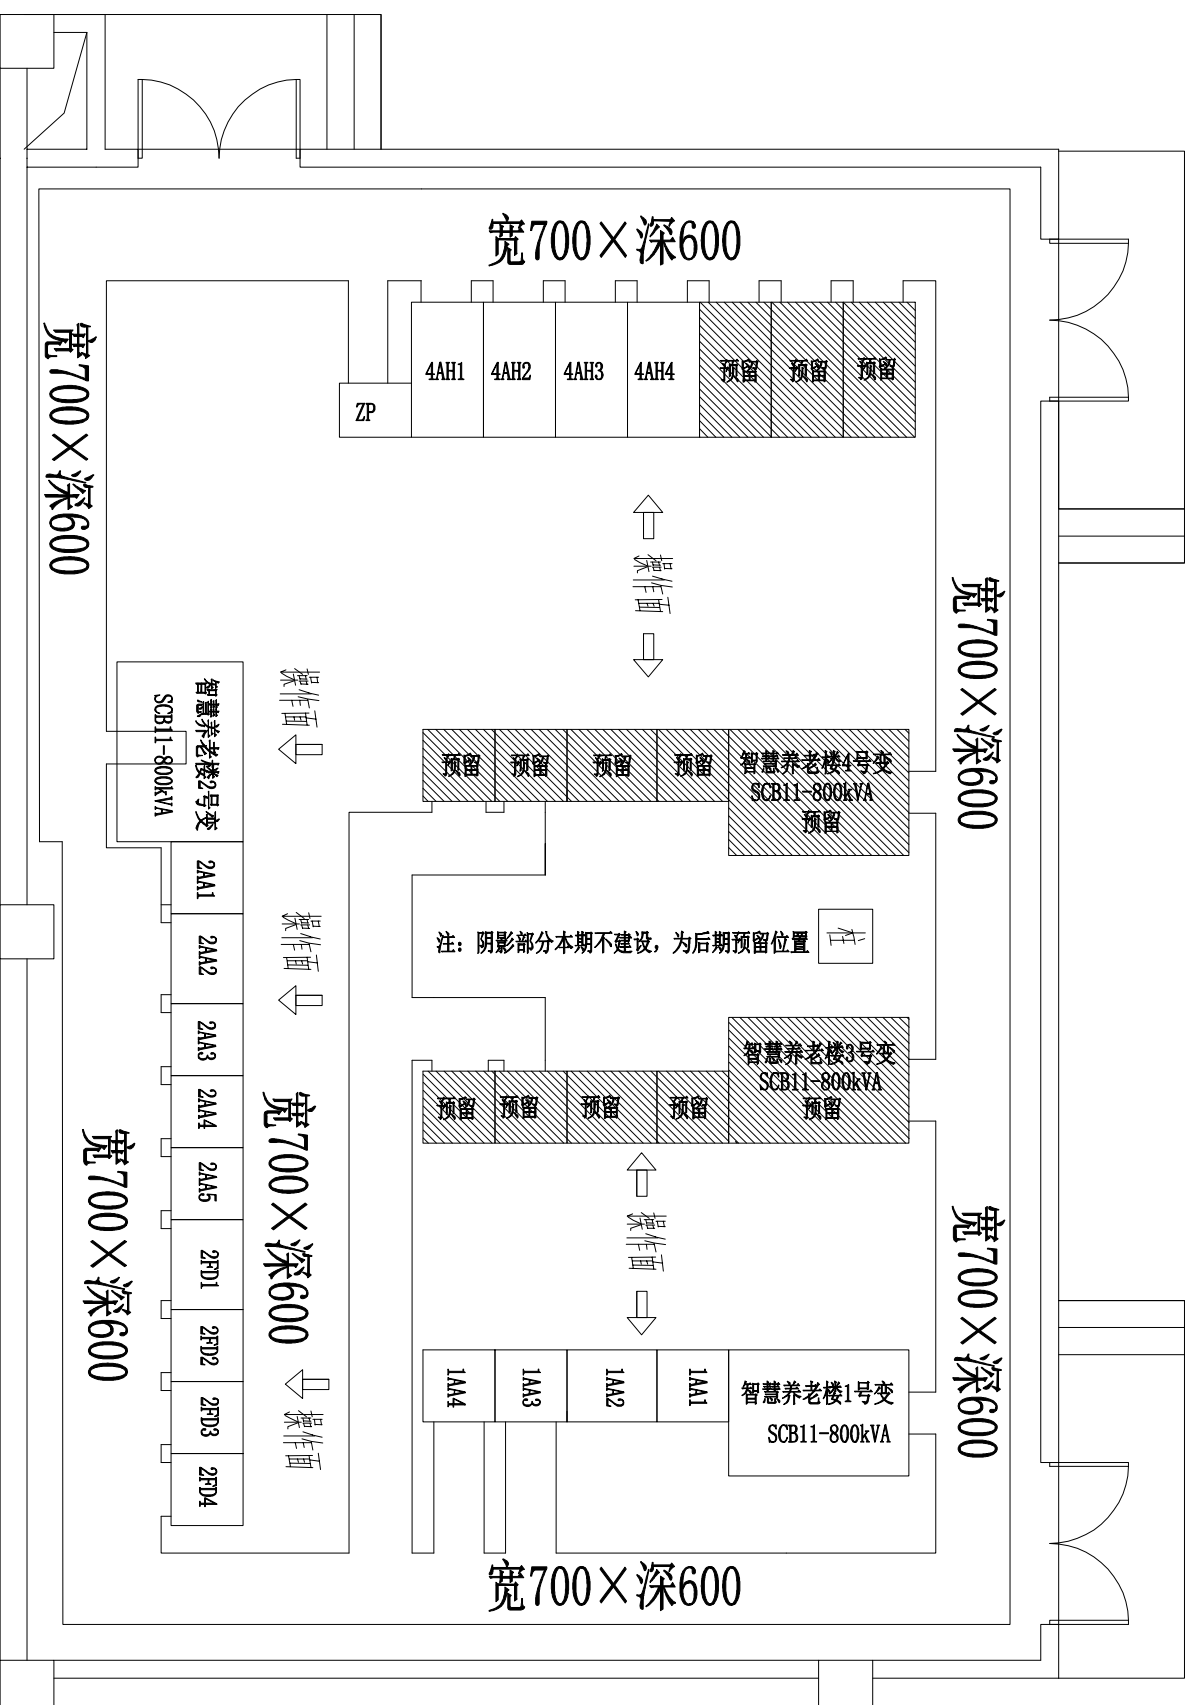 宽700×深600
4AH1
4AH2
4AH3
4AH4
预留
预留
预留
ZP
宽700×深600
操作面
宽700×深600
操作面
智慧养老楼2号变
SCB11-800kVA
预留
预留
预留
预留
智慧养老楼4号变
SCB11-800kVA
预留
2AA1
2AA2
2AA3
2AA4
2AA5
2FD1
2FD2
2FD3
2FD4
操作面
注：阴影部分本期不建设，为后期预留位置
柱
预留
预留
预留
预留
智慧养老楼3号变
SCB11-800kVA
预留
宽700×深600
宽700×深600
操作面
宽700×深600
1AA4
1AA3
1AA2
1AA1
智慧养老楼1号变
SCB11-800kVA
操作面
宽700×深600